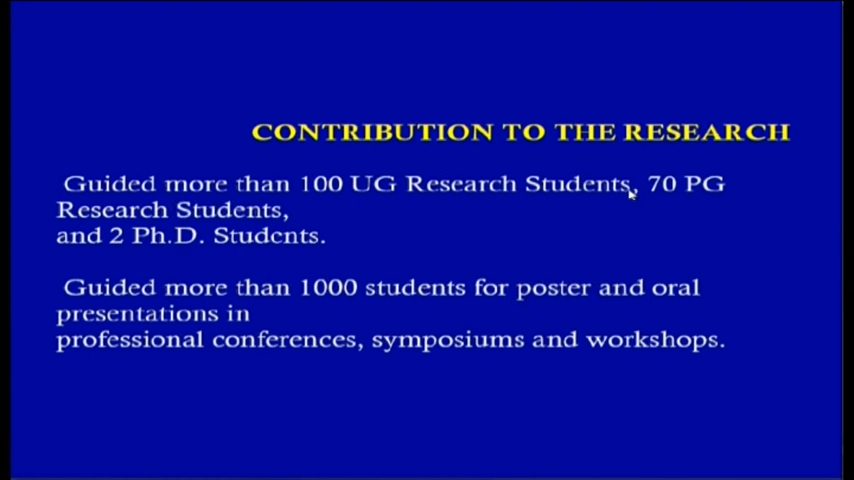 CONTRIBUTION TO THE RESEARCH
Guided more than 100 UG Research Students, 70 PG
Research Students,
and 2 Ph.D. Students.
Guided more than 1000 students for poster and oral
presentations in
professional conferences, symposiums and workshops.